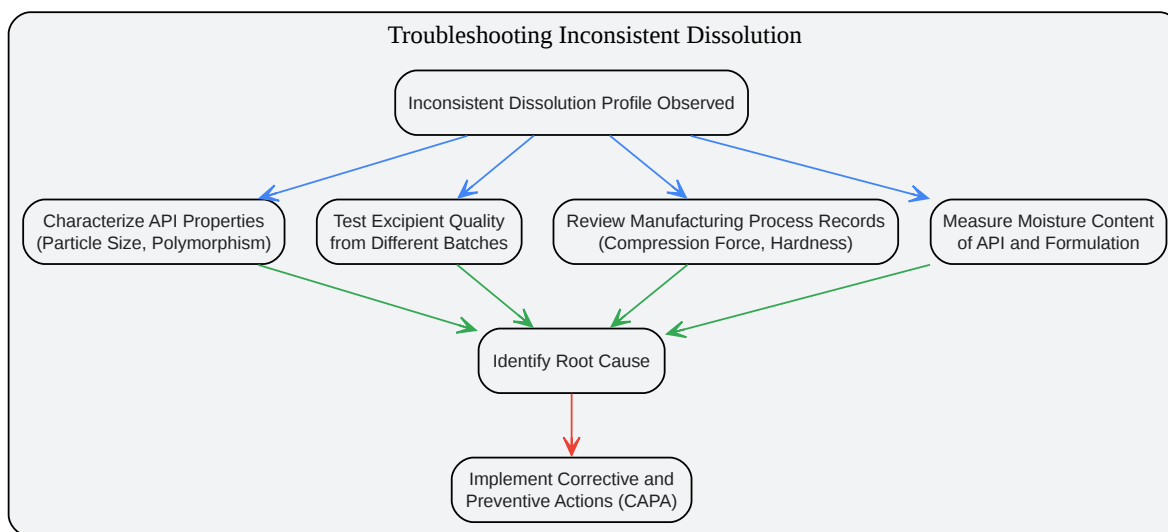 Troubleshooting Inconsistent Dissolution
Inconsistent Dissolution Profile Observed
Characterize API Properties
(Particle Size, Polymorphism)
Test Excipient Quality
from Different Batches
Review Manufacturing Process Records
(Compression Force, Hardness)
Measure Moisture Content
of API and Formulation
Identify Root Cause
Implement Corrective and
Preventive Actions (CAPA)